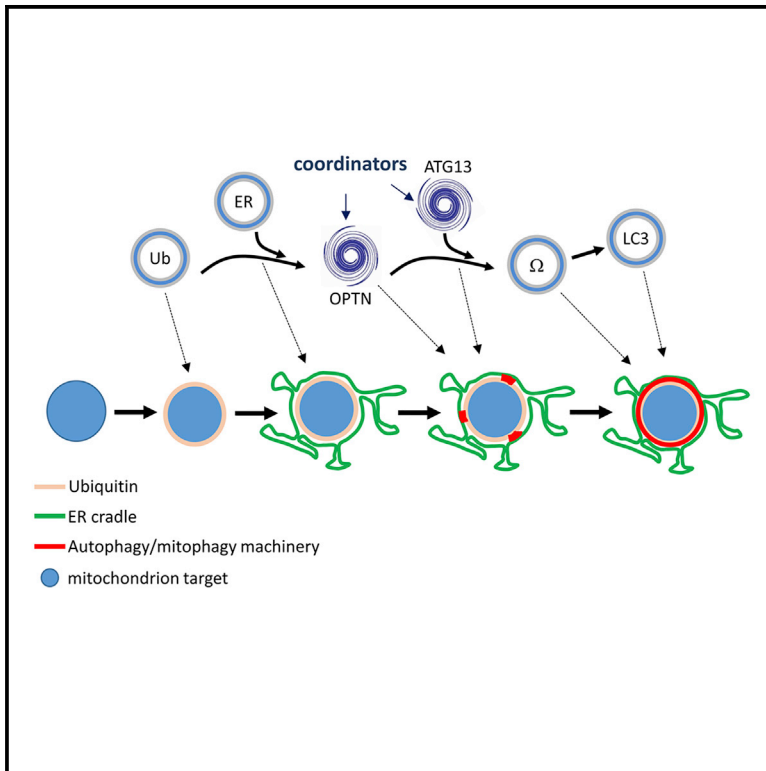 coordinators
ATG13
ER
LC3
Ub
Ω
OPTN
Ubiquitin
ER cradle
Autophagy/mitophagy machinery
mitochondrion target